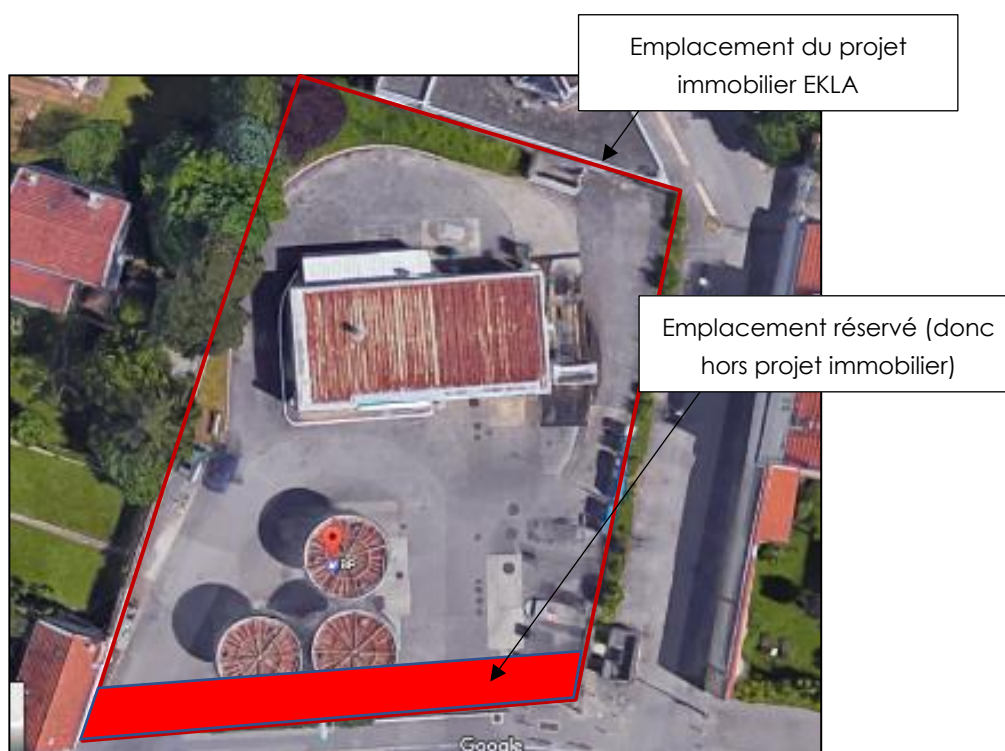 Emplacement du projet
immobilier EKLA
Emplacement réservé (donc
hors projet immobilier)
Google